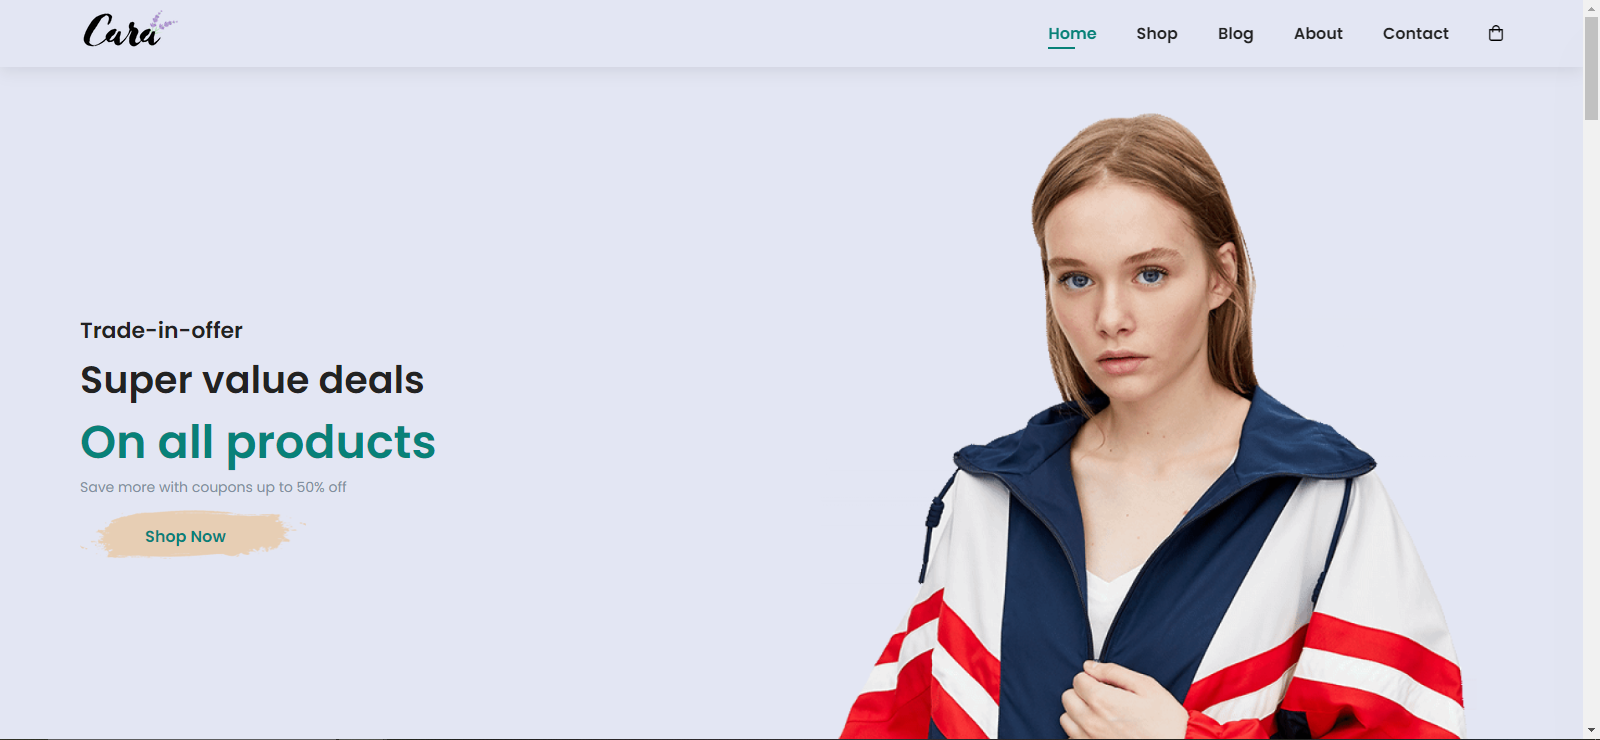 Cara
Home Shop Blog About Contact
Trade-in-offer
Super value deals
On all products
Save more with coupons up to 50% off
Shop Now